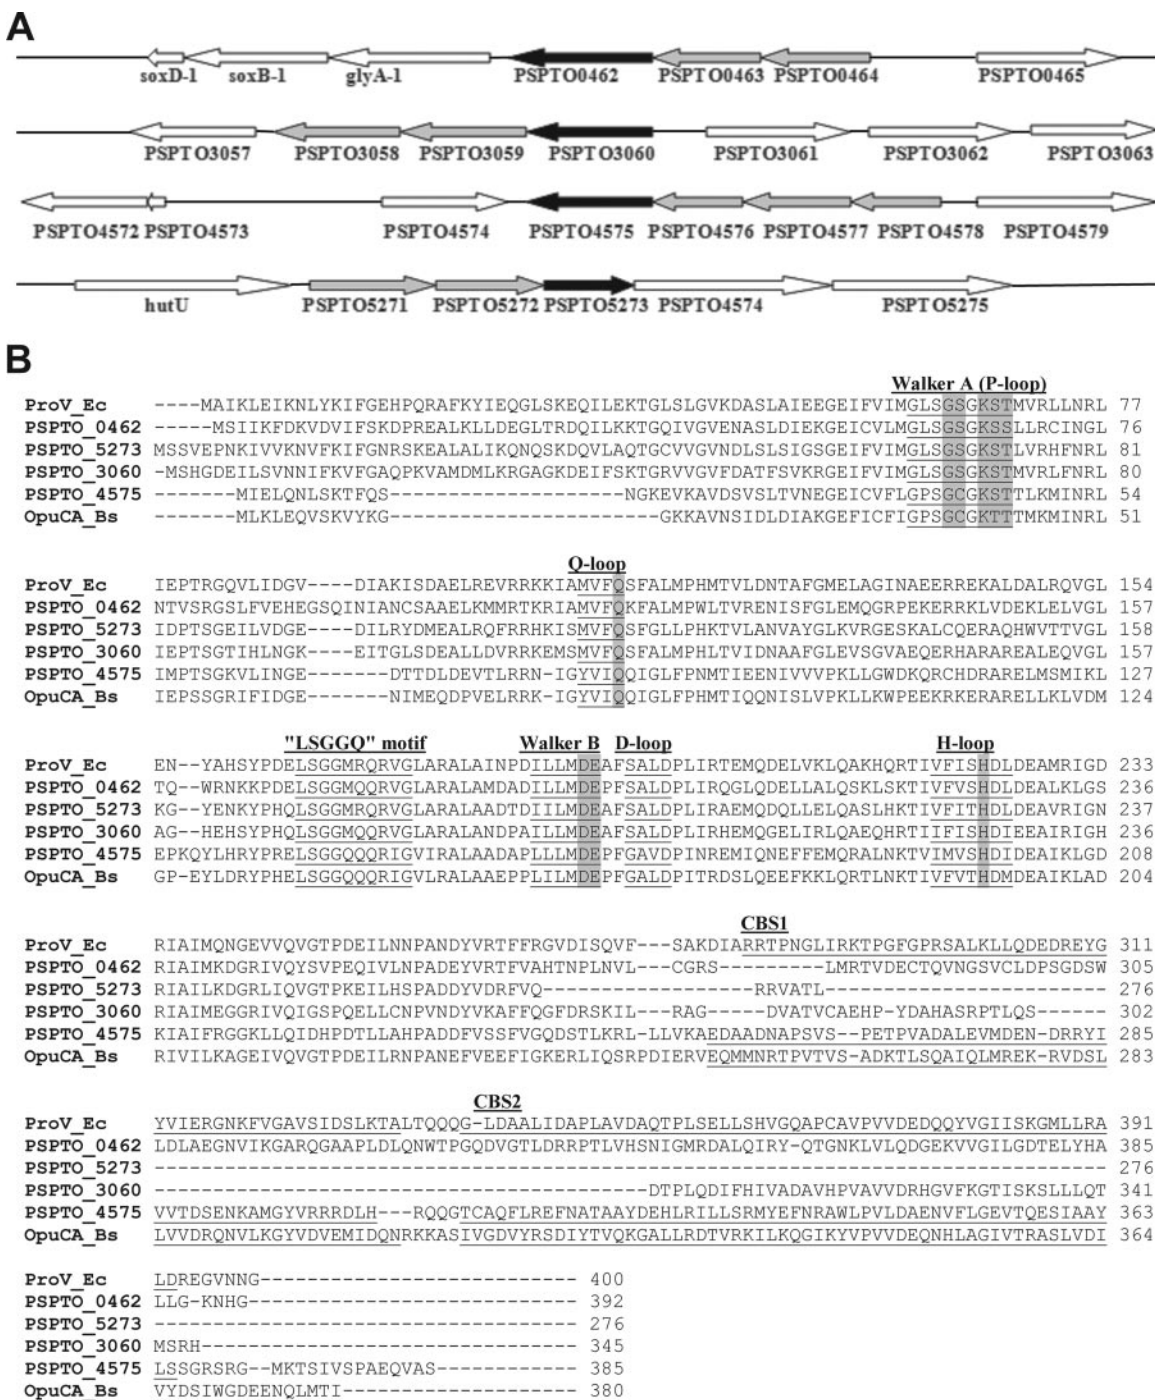 A
soxD-1 soxB-1 glyA-1 PSPTO0462 PSPTO0463 PSPTO0464 PSPTO0465
PSPTO3057 PSPTO3058 PSPTO3059 PSPTO3060 PSPTO3061 PSPTO3062 PSPTO3063
PSPTO4572 PSPTO4573 PSPTO4574 PSPTO4575 PSPTO4576 PSPTO4577 PSPTO4578 PSPTO4579
hutU PSPTO5271 PSPTO5272 PSPTO5273 PSPTO4574 PSPTO5275
B
Walker A (P-loop)
ProV_Ec ----MAIKLEIKNLYKIFGEHPQRAFKYIEQGLSKEQILEKTGLSLGVKDASLAIEEGEIFVIMGLSGSGKSTMVRLLNRL 77
PSPTO_0462 -----MSIIKFDKVDVIFSKDPREALKLLDEGLTRDQILKKTGQIVGVENASLDIEKGEICVLMGLSGSGKSSLLRCINGL 76
PSPTO_5273 MSSVEPNKIVVKNVFKIFGNRSKEALALIKQNQSKDQVLAQTGCVVGVNDLSLSIGSGEIFVIMGLSGSGKSTLVRHFNRL 81
PSPTO_3060 -MSHGDEILSVNNIFKVFGAQPKVAMDMLKRGAGKDEIFSKTGRVVGVFDATFSVKRGEIFVIMGLSGSGKSTMVRLFNRL 80
PSPTO_4575 -------MIELQNLSKTFQS--------------------NGKEVKAVDSVSLTVNEGEICVFLGPSGCGKSTTLKMINRL 54
OpuCA_Bs -------MLKLEQVSKVYKG-----------------------GKKAVNSIDLDIAKGEFICFIGPSGCGKTTTMKMINRL 51
Q-loop
ProV_Ec IEPTRGQVLIDGV----DIAKISDAELREVRRKKIAMVFQSFALMPHMTVLDNTAFGMELAGINAEERREKALDALRQVGL 154
PSPTO_0462 NTVSRGSLFVEHEGSQINIANCSAAELKMMRTKRIAMVFQKFALMPWLTVRENISFGLEMQGRPEKERRKLVDEKLELVGL 157
PSPTO_5273 IDPTSGEILVDGE----DILRYDMEALRQFRRHKISMVFQSFGLLPHKTVLANVAYGLKVRGESKALCQERAQHWVTTVGL 158
PSPTO_3060 IEPTSGTIHLNGK----EITGLSDEALLDVRRKEMSMVFQSFALMPHLTVIDNAAFGLEVSGVAEQERHARAREALEQVGL 157
PSPTO_4575 IMPTSGKVLINGE-------DTTDLDEVTLRRN-IGYVIQQIGLFPNMTIEENIVVVPKLLGWDKQRCHDRARELMSMIKL 127
OpuCA_Bs IEPSSGRIFIDGE-------NIMEQDPVELRRK-IGYVIQQIGLFPHMTIQQNISLVPKLLKWPEEKRKERARELLKLVDM 124
"LSGGQ" motif Walker B D-loop H-loop
ProV_Ec EN--YAHSYPDELSGGMRQRVGLARALAINPDILLMDEAFSALDPLIRTEMQDELVKLQAKHQRTIVFISHDLDEAMRIGD 233
PSPTO_0462 TQ--WRNKKPDELSGGMQQRVGLARALAMDADILLMDEPFSALDPLIRQGLQDELLALQSKLSKTIVFVSHDLDEALKLGS 236
PSPTO_5273 KG--YENKYPHQLSGGMQQRVGLARALAADTDIILMDEAFSALDPLIRAEMQDQLLELQASLHKTIVFITHDLDEAVRIGN 237
PSPTO_3060 AG--HEHSYPHQLSGGMQQRVGLARALANDPAILLMDEAFSALDPLIRHEMQGELIRLQAEQHRTIIFISHDIEEAIRIGH 236
PSPTO_4575 EPKQYLHRYPRELSGGQQQRIGVIRALAADAPLLLMDEPFGAVDPINREMIQNEFFEMQRALNKTVIMVSHDIDEAIKLGD 208
OpuCA_Bs GP--EYLDRYPHELSGGQQQRIGVLRALAAEPPLILMDEPFGALDPITRDSLQEEFKKLQRTLNKTIVFVTHDMDEAIKLAD 204
CBS1
ProV_Ec RIAIMQNGEVVQVGTPDEILNNPANDYVRTFFRGVDISQVF---SAKDIARRTPNGLIRKTPGFGPRSALKLLQDEDREYG 311
PSPTO_0462 RIAIMKDGRIVQYSVPEQIVLNPADEYVRTFVAHTNPLNVL---CGRS---------LMRTVDECTQVNGSVCLDPSGDSW 305
PSPTO_5273 RIAILKDGRLIQVGTPKEILHSPADEYVDRFVQ------------------RRVATL------------------------ 276
PSPTO_3060 RIAIMEGGRIVQIGSPQELLCNPVNDYVKAFFQGFDRSKIL---RAG-----DVATVCAEHP-YDAHASRPTLQS------ 302
PSPTO_4575 KIAIFRGGKLLQIDHPDTLLAHPADDFVSSFVGQDSTLKRL--LLVKAEDAADNAPSVS--PETPVADALEVMDEN-DRRYI 285
OpuCA_Bs RIVILKAGEIVQVGTPDEILRNPANEFVEEFIGKERLIQSRPDIERVEQMMNRTPVTVS-ADKTLSQAIQLMREK-RVDSL 283
CBS2
ProV_Ec YVIERGNKFVGAVSIDSLKTALTQQQG-LDAALIDAPLAVDAQTPLSELLSHVGQAPCAVPVVDEDQQYVGIISKGMLLRA 391
PSPTO_0462 LDLAEGNVIKGARQGAAPLDLQNWTPGQDVGTLDRRPTLVHSNIGMRDALQIRY-QTGNKLVLQDGEKVVGILGDTELYHA 385
PSPTO_5273 --------------------------------------------------------------------------------- 276
PSPTO_3060 ------------------------------------------DTPLQDIFHIVADAVHPVAVVDRHGVFKGTISKSLLLQT 341
PSPTO_4575 VVTDSENKAMGYVRRRDLH---RQQGTCAQFLREFNATAAYDEHLRILLSRMYEFNRAWLPVLDAENVFLGEVTQESIAAY 363
OpuCA_Bs LVVDRQNVLKGYVDVEMIDQNRKKASIVGDVYRSDIYTVQKGALLRDTVRKILKQGIKYVPVVDEQNHLAGIVTRASLVDI 364
ProV_Ec LDREGVNNG--------------------------- 400
PSPTO_0462 LLG-KNHG---------------------------- 392
PSPTO_5273 ------------------------------------ 276
PSPTO_3060 MSRH-------------------------------- 345
PSPTO_4575 LSSGRSRG--MKTSIVSPAEQVAS------------ 385
OpuCA_Bs VYDSIWGDEENQLMTI-------------------- 380